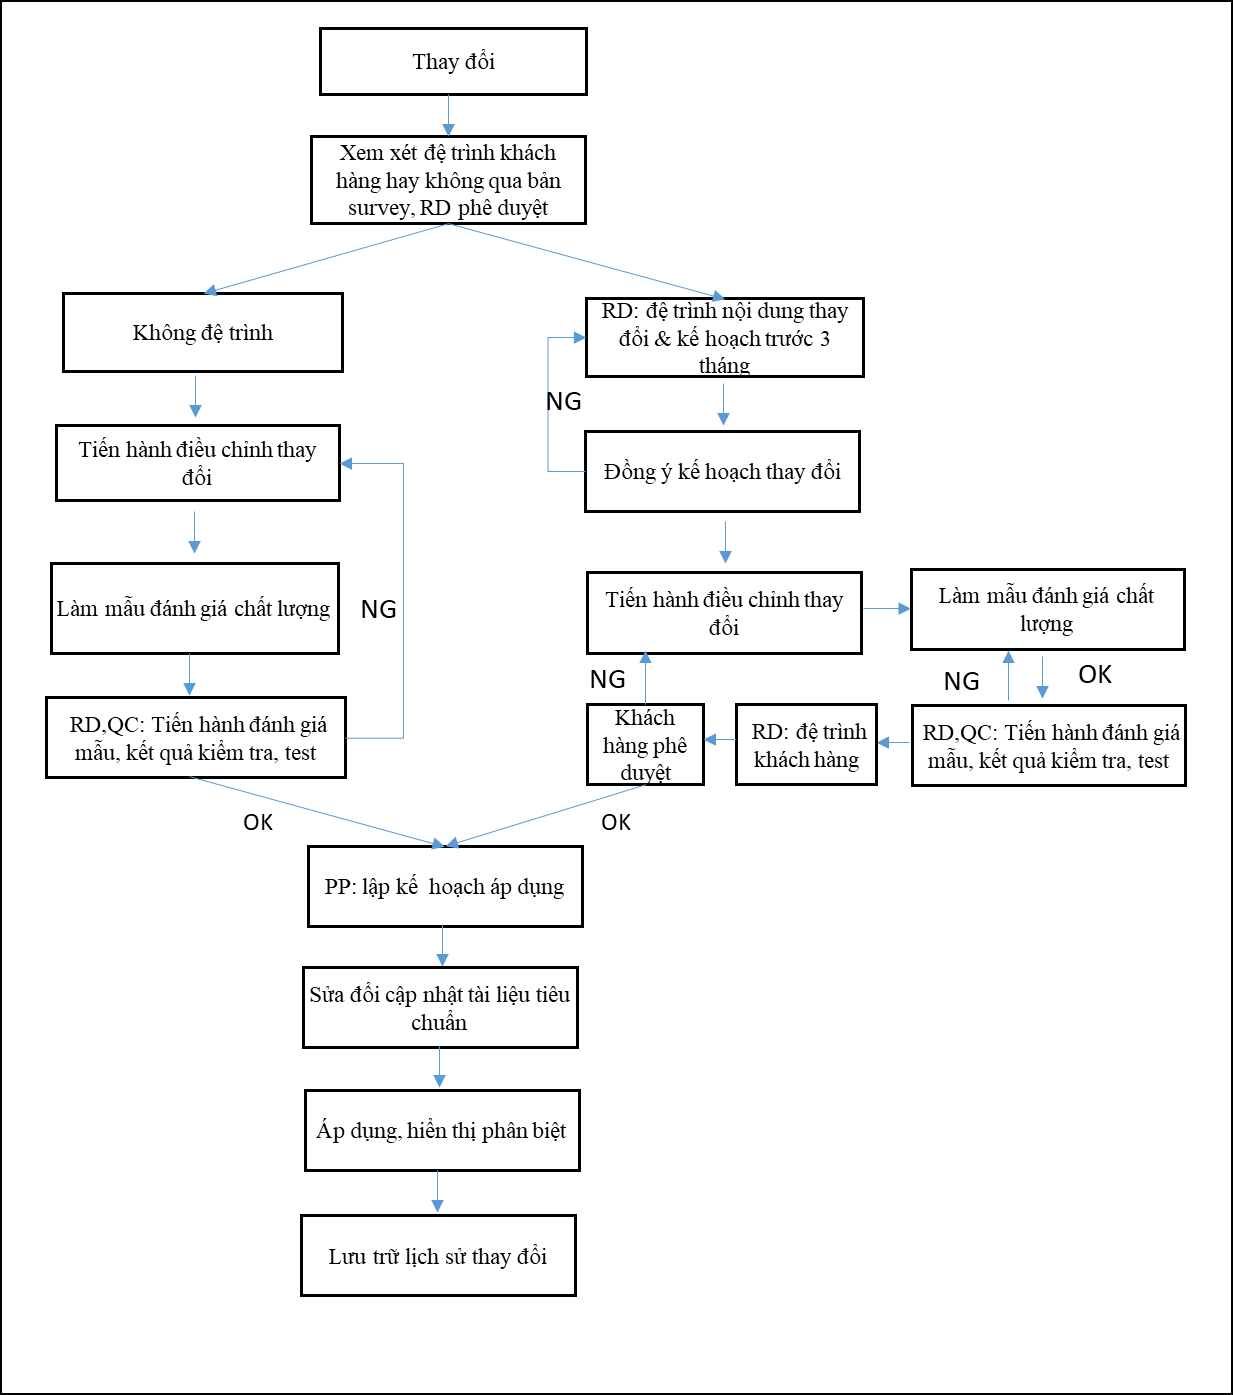 Thay đổi
Xem xét đệ trình khách
hàng hay không qua bản
survey, RD phê duyệt
Không đệ trình
RD: đệ trình nội dung thay
đổi & kế hoạch trước 3
tháng
NG
Tiến hành điều chỉnh thay
đổi
Đồng ý kế hoạch thay đổi
Làm mẫu đánh giá chất lượng
NG
Tiến hành điều chỉnh thay
đổi
Làm mẫu đánh giá chất
lượng
NG
NG
OK
RD,QC: Tiến hành đánh giá
mẫu, kết quả kiểm tra, test
Khách
hàng phê
duyệt
RD: đệ trình
khách hàng
RD,QC: Tiến hành đánh giá
mẫu, kết quả kiểm tra, test
OK
OK
PP: lập kế  hoạch áp dụng
Sửa đổi cập nhật tài liệu tiêu
chuẩn
Áp dụng, hiển thị phân biệt
Lưu trữ lịch sử thay đổi